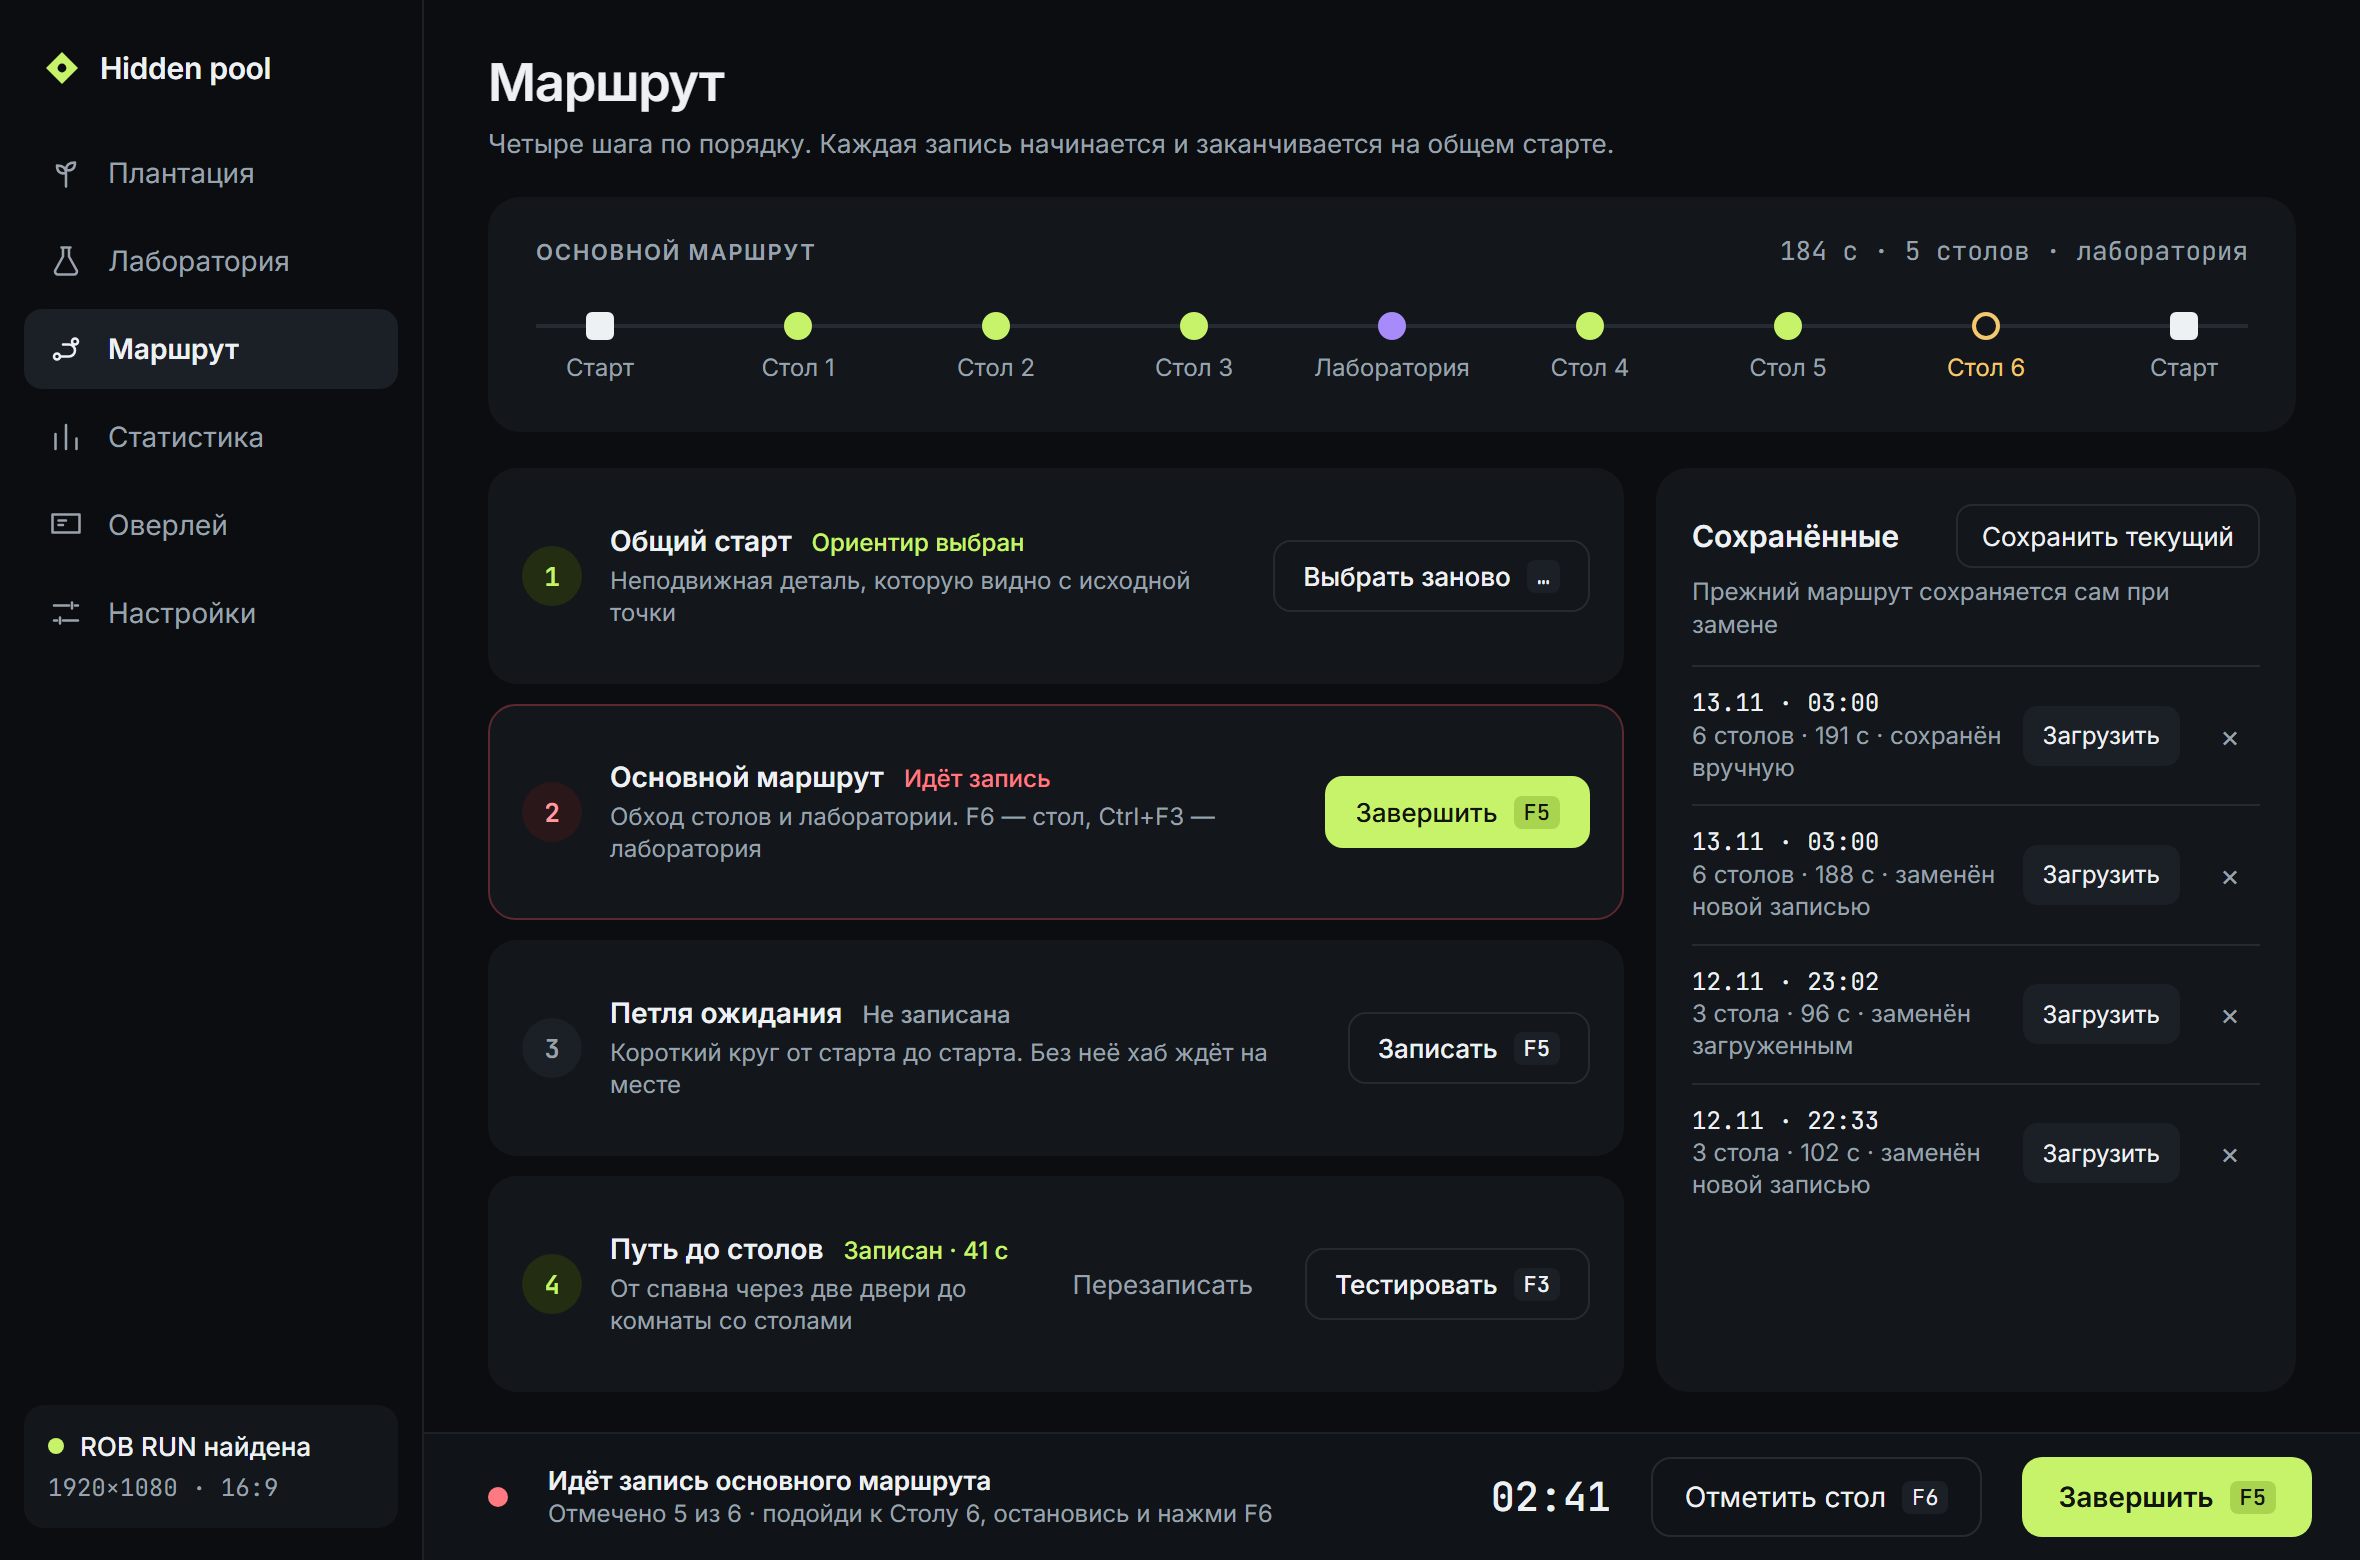 Hidden pool
Плантация
Лаборатория
Маршрут
Статистика
Оверлей
Настройки
ROB RUN найдена
1920×1080 · 16:9
Маршрут
Четыре шага по порядку. Каждая запись начинается и заканчивается на общем старте.
ОСНОВНОЙ МАРШРУТ
184 с · 5 столов · лаборатория
Старт
Стол 1
Стол 2
Стол 3
Лаборатория
Стол 4
Стол 5
Стол 6
Старт
1
Общий старт Ориентир выбран
Неподвижная деталь, которую видно с исходной
точки
Выбрать заново …
2
Основной маршрут Идёт запись
Обход столов и лаборатории. F6 — стол, Ctrl+F3 —
лаборатория
Завершить F5
3
Петля ожидания Не записана
Короткий круг от старта до старта. Без неё хаб ждёт на
месте
Записать F5
4
Путь до столов Записан · 41 с
От спавна через две двери до
комнаты со столами
Перезаписать
Тестировать F3
Сохранённые
Сохранить текущий
Прежний маршрут сохраняется сам при
замене
13.11 · 03:00
6 столов · 191 с · сохранён
вручную
Загрузить ×
13.11 · 03:00
6 столов · 188 с · заменён
новой записью
Загрузить ×
12.11 · 23:02
3 стола · 96 с · заменён
загруженным
Загрузить ×
12.11 · 22:33
3 стола · 102 с · заменён
новой записью
Загрузить ×
Идёт запись основного маршрута
Отмечено 5 из 6 · подойди к Столу 6, остановись и нажми F6
02:41
Отметить стол F6
Завершить F5